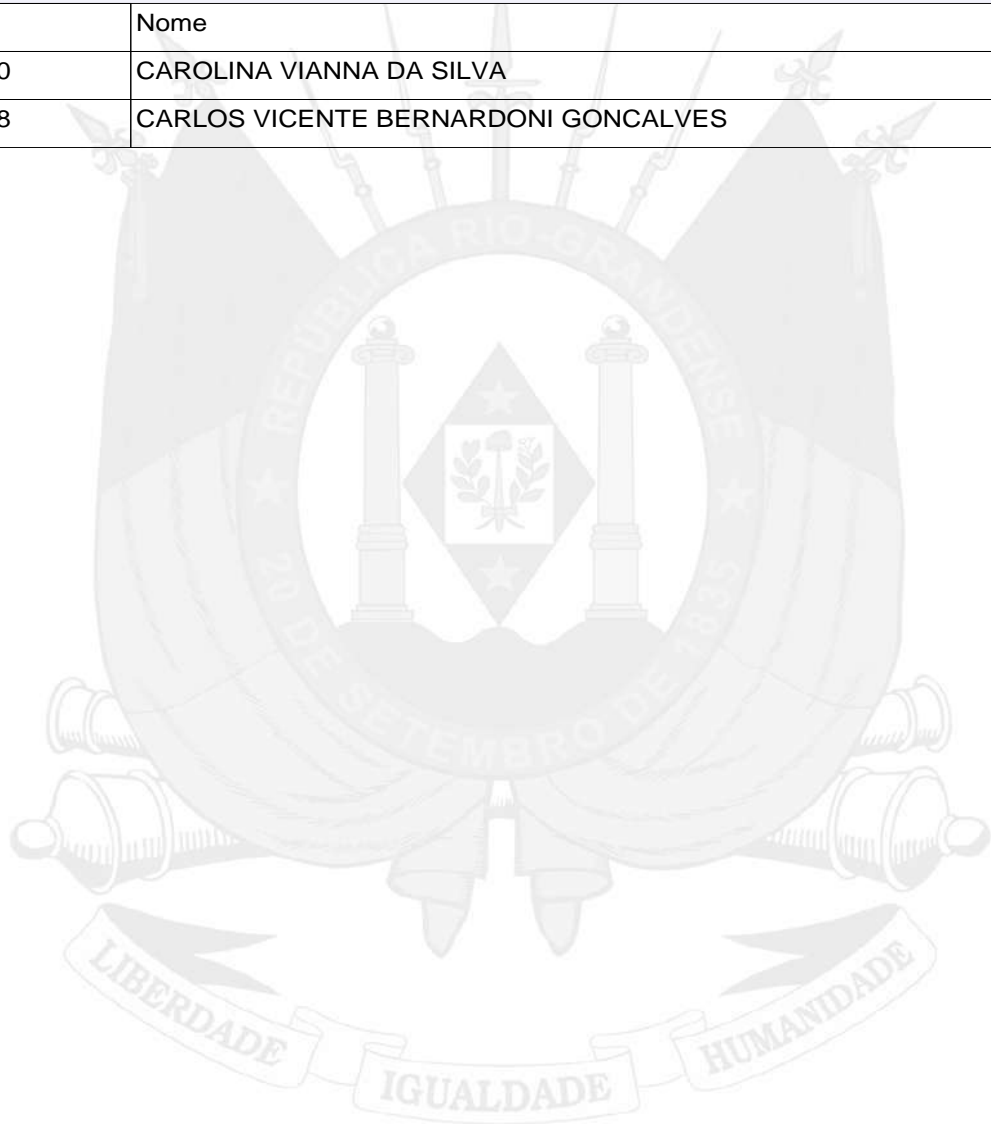 Nome
0 CAROLINA VIANNA DA SILVA
8 CARLOS VICENTE BERNARDONI GONCALVES
REPÚBLICA RIO-GRANDENSE
20 DE SETEMBRO DE 1835
LIBERDADE IGUALDADE HUMANIDADE